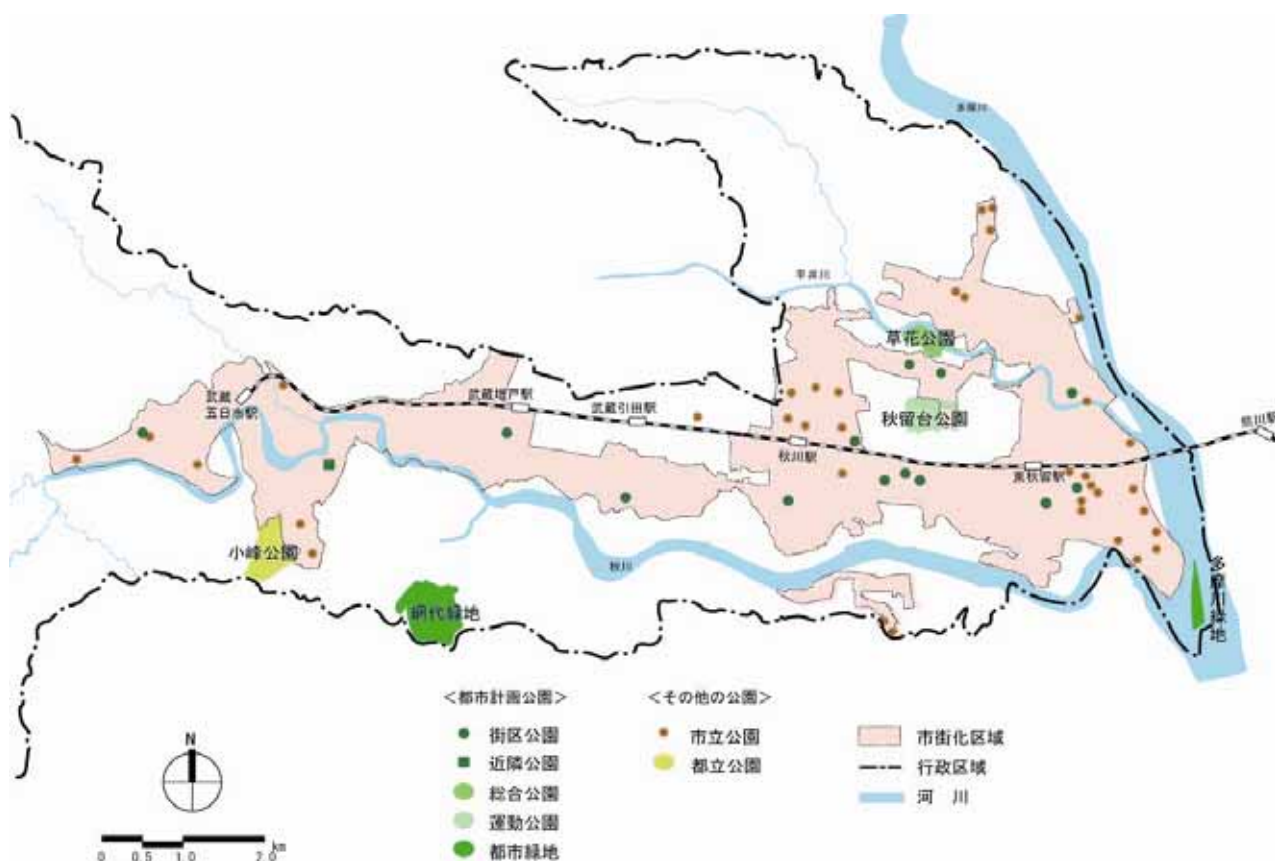 多摩川
平井川
草花公園
武蔵
五日市駅
武蔵増戸駅
武蔵引田駅
秋留台公園
拝島駅
秋川駅
東秋留駅
小峰公園
秋川
網代緑地
多摩川緑地
＜都市計画公園＞
街区公園
近隣公園
総合公園
運動公園
都市緑地
＜その他の公園＞
市立公園
都立公園
市街化区域
行政区域
河　川
N
0 0.5 1.0 2.0 km